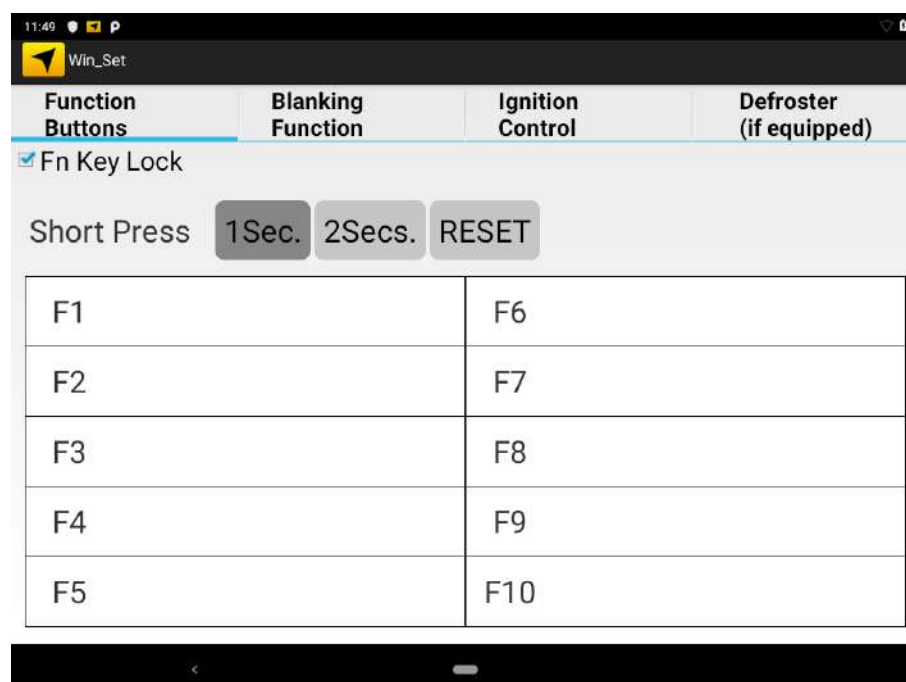 11:49
Win_Set
Function Buttons
Blanking Function
Ignition Control
Defroster (if equipped)
Fn Key Lock
Short Press 1Sec. 2Secs. RESET
F1 F6
F2 F7
F3 F8
F4 F9
F5 F10